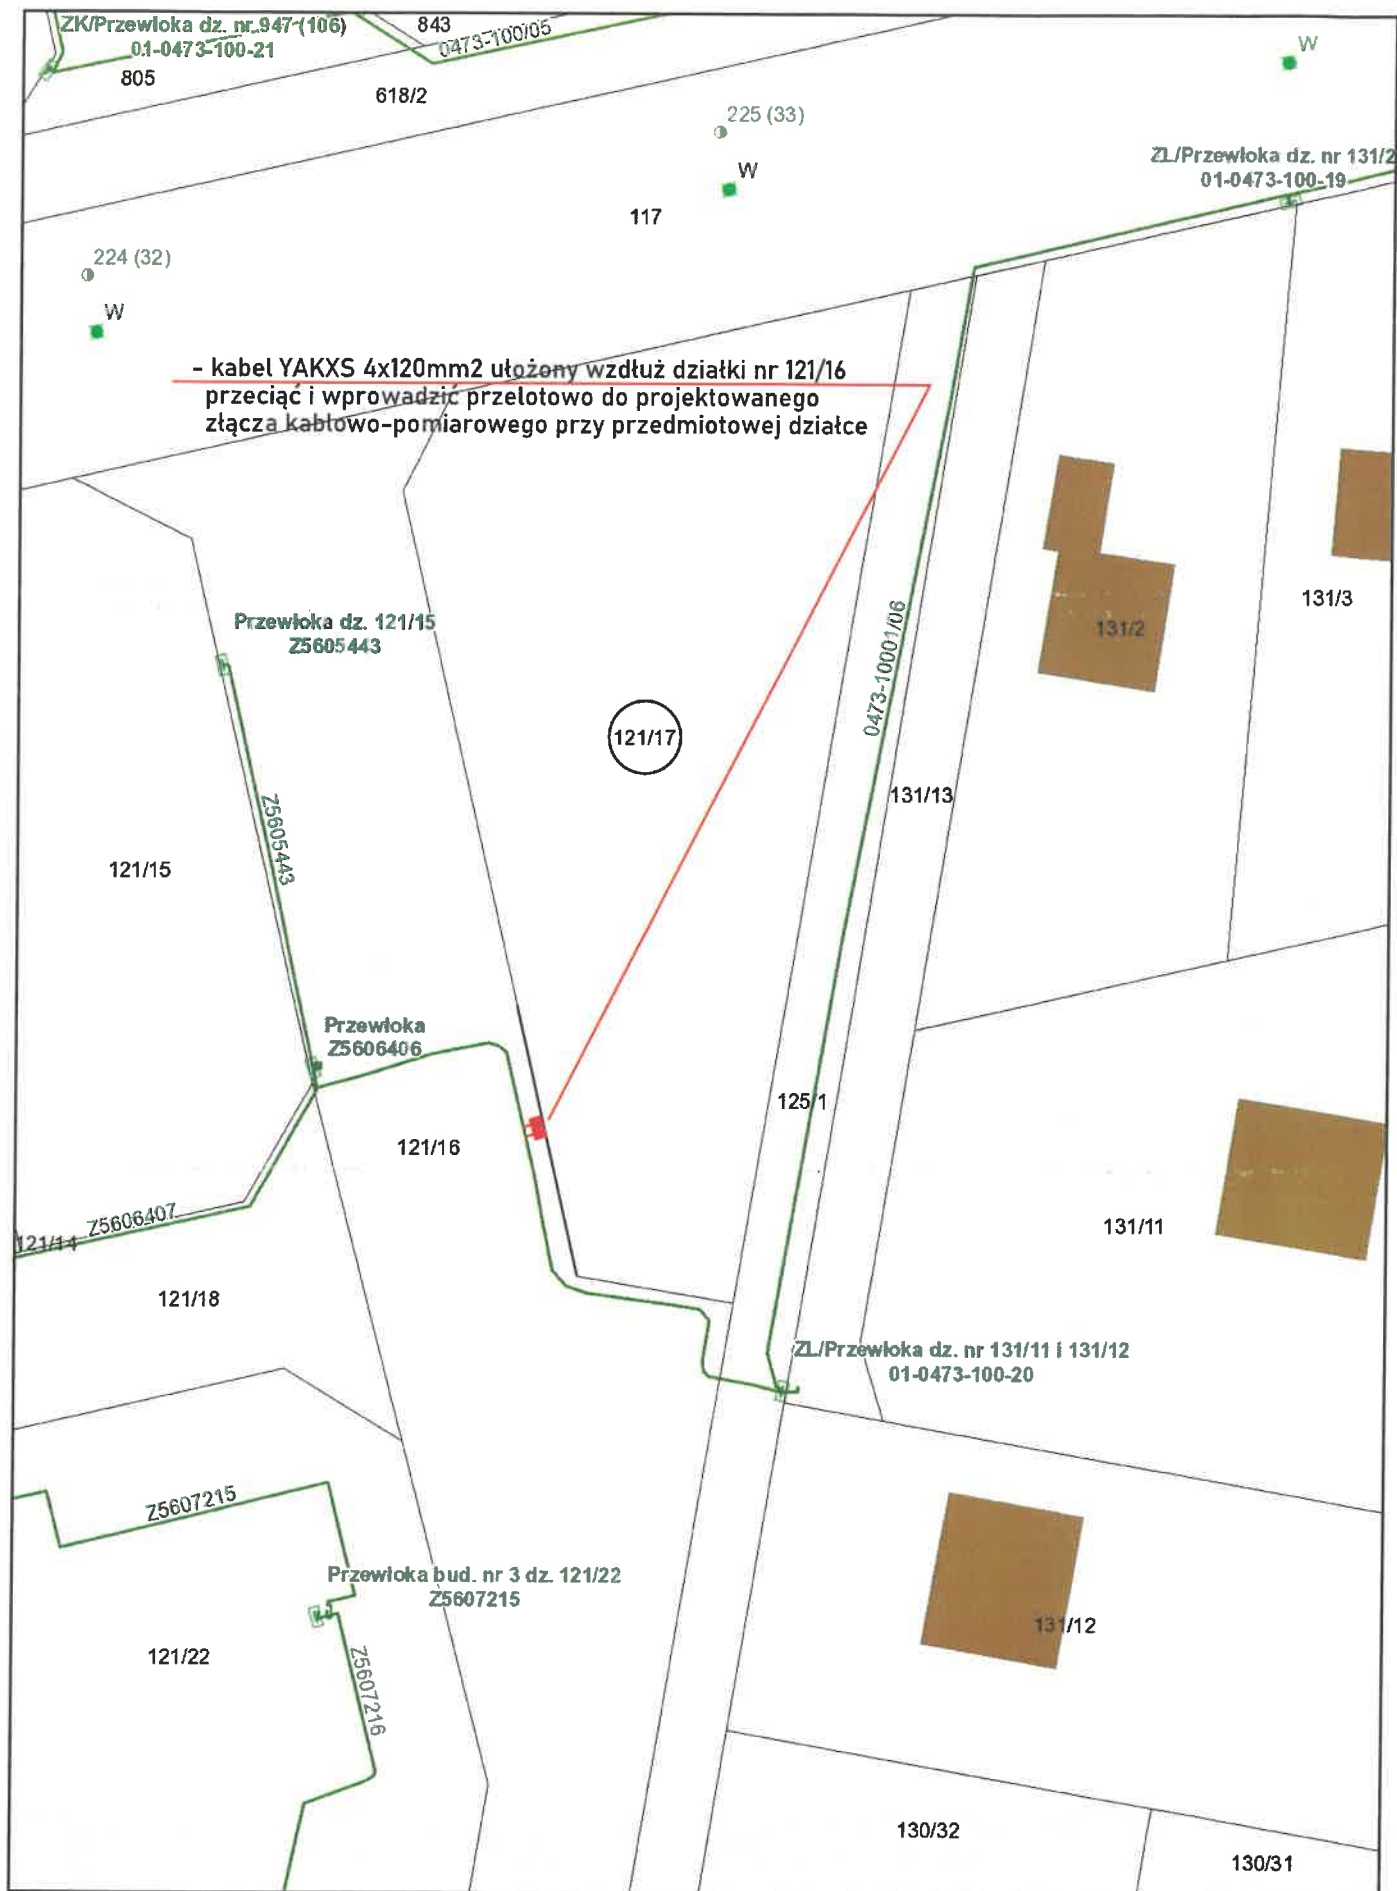 ZK/Przewłoka dz. nr.947 (106)
01-0473-100-21
843
0473-100/05
805
618/2
W
225 (33)
W
ZL/Przewłoka dz. nr 131/2
01-0473-100-19
117
224 (32)
W
- kabel YAKXS 4x120mm2 ułożony wzdłuż działki nr 121/16
przeciąć i wprowadzić przelotowo do projektowanego
złącza kablowo-pomiarowego przy przedmiotowej działce
131/3
131/2
Przewłoka dz. 121/15
Z5605443
0473-10001/06
121/17
131/13
Z5605443
121/15
Przewłoka
Z5606406
125/1
121/16
Z5606407
121/14
131/11
121/18
ZL/Przewłoka dz. nr 131/11 i 131/12
01-0473-100-20
Z5607215
Przewłoka bud. nr 3 dz. 121/22
Z5607215
131/12
121/22
Z5607216
130/32
130/31